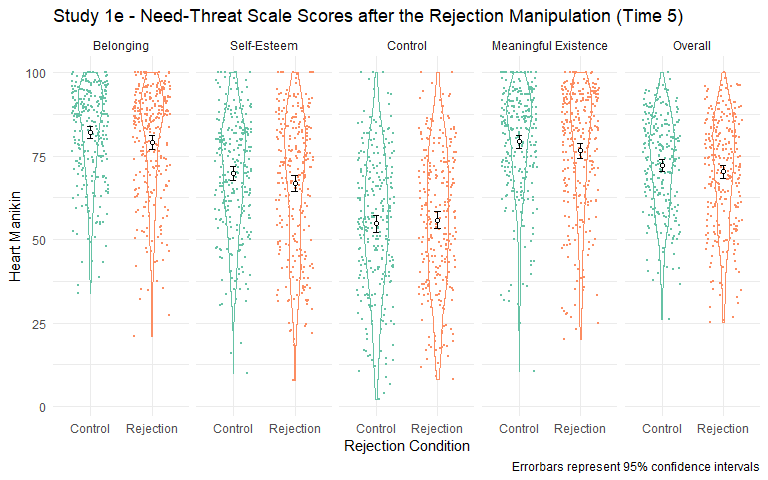 Study 1e - Need-Threat Scale Scores after the Rejection Manipulation (Time 5)
Belonging Self-Esteem Control Meaningful Existence Overall
100
75
50
25
0
Heart Manikin
Control Rejection Control Rejection Control Rejection Control Rejection Control Rejection
Rejection Condition
Errorbars represent 95% confidence intervals